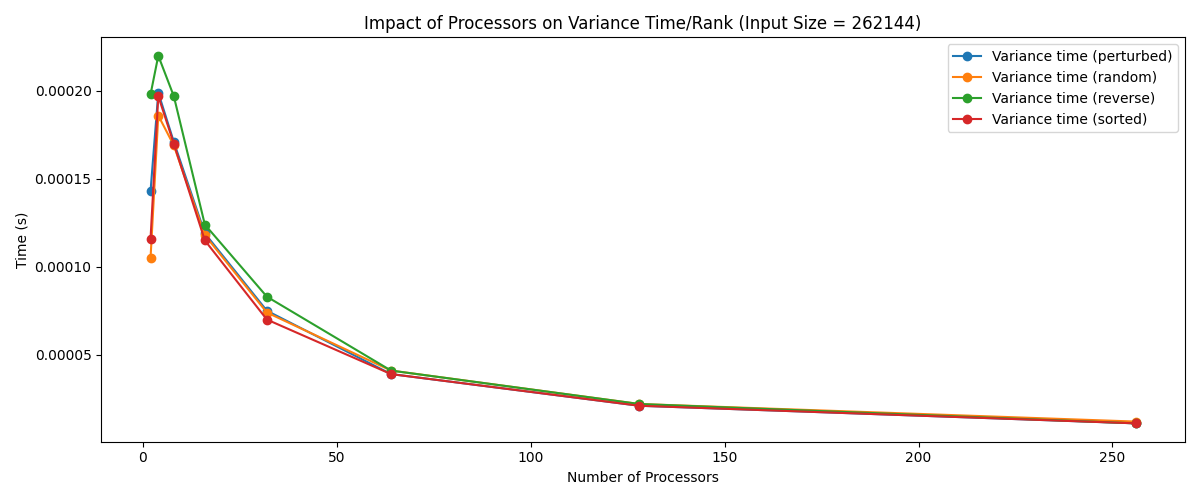 Impact of Processors on Variance Time/Rank (Input Size = 262144)
Variance time (perturbed)
Variance time (random)
Variance time (reverse)
Variance time (sorted)
Time (s)
0.00020
0.00015
0.00010
0.00005
0 50 100 150 200 250
Number of Processors